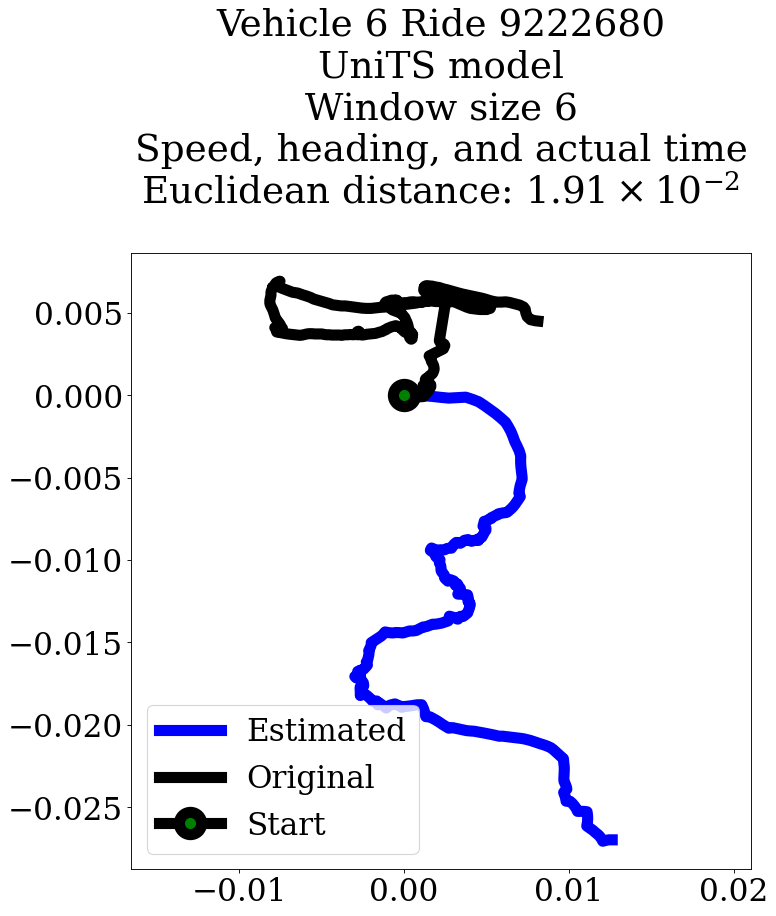 Vehicle 6 Ride 9222680
UniTS model
Window size 6
Speed, heading, and actual time
Euclidean distance: 1.91 × 10⁻²
0.005
0.000
−0.005
−0.010
−0.015
−0.020
−0.025
Estimated
Original
Start
−0.01 0.00 0.01 0.02